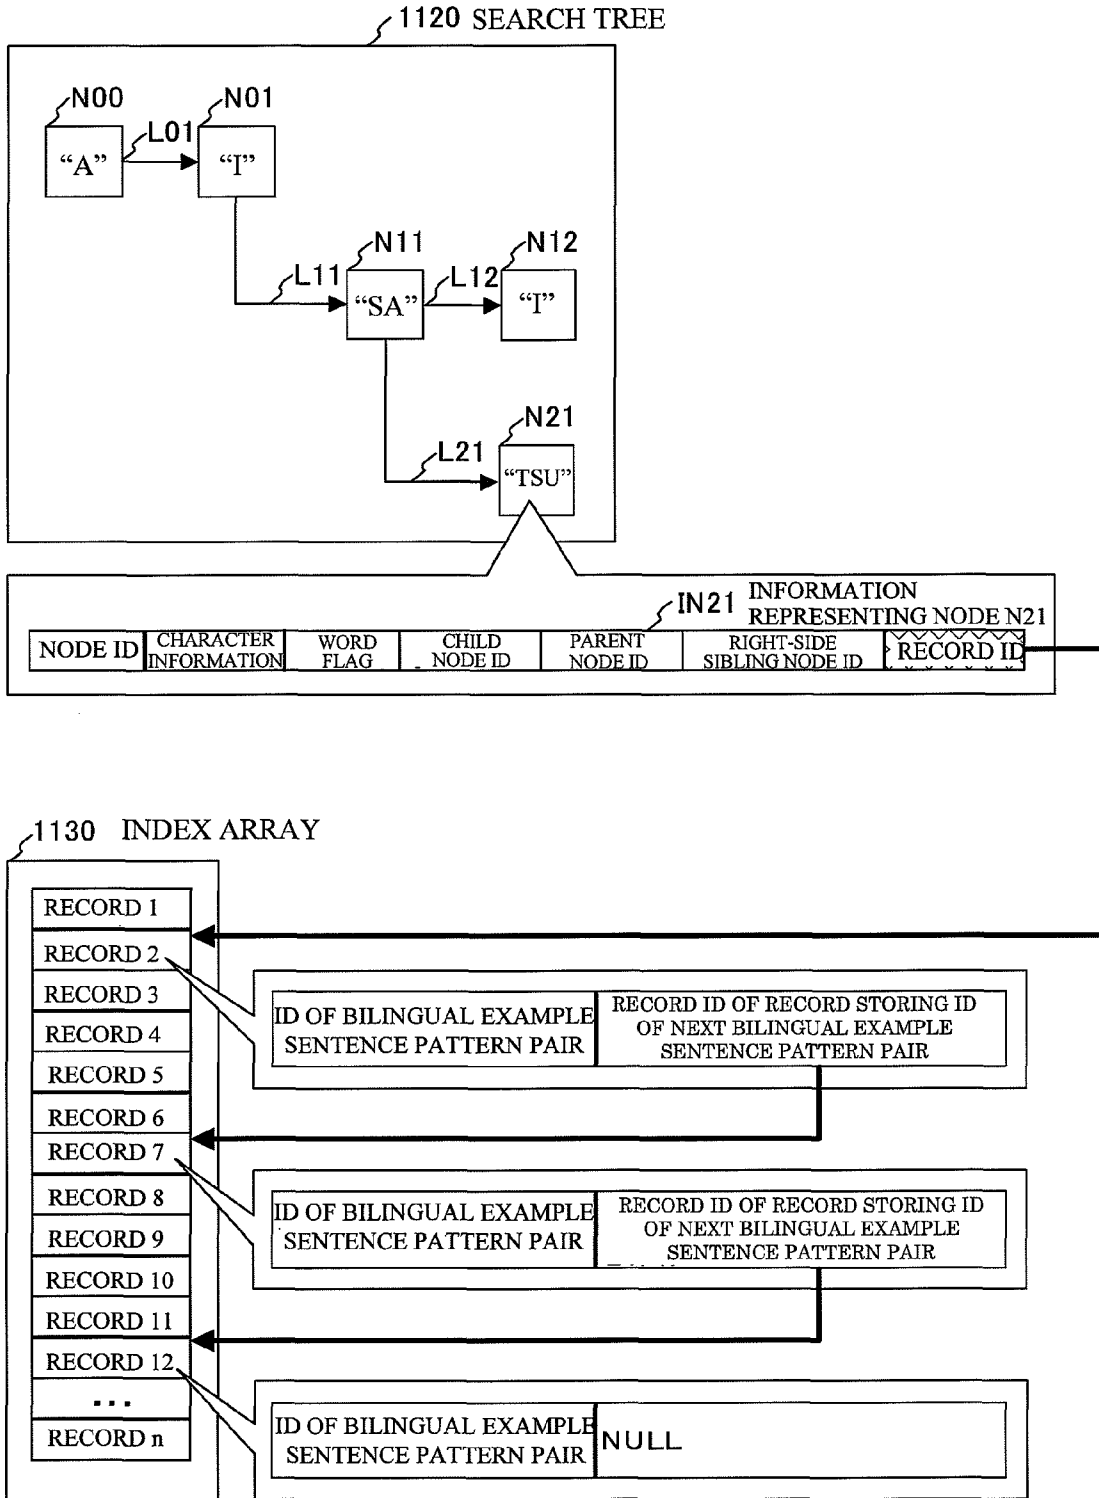 1120 SEARCH TREE
N00
N01
L01
“A”
“I”
N11
N12
L11
L12
“SA”
“I”
N21
L21
“TSU”
IN21 INFORMATION
REPRESENTING NODE N21
NODE ID
CHARACTER
INFORMATION
WORD
FLAG
CHILD
NODE ID
PARENT
NODE ID
RIGHT-SIDE
SIBLING NODE ID
RECORD ID
1130 INDEX ARRAY
RECORD 1
RECORD 2
RECORD 3
RECORD 4
RECORD 5
RECORD 6
RECORD 7
RECORD 8
RECORD 9
RECORD 10
RECORD 11
RECORD 12
...
RECORD n
ID OF BILINGUAL EXAMPLE
SENTENCE PATTERN PAIR
RECORD ID OF RECORD STORING ID
OF NEXT BILINGUAL EXAMPLE
SENTENCE PATTERN PAIR
ID OF BILINGUAL EXAMPLE
SENTENCE PATTERN PAIR
RECORD ID OF RECORD STORING ID
OF NEXT BILINGUAL EXAMPLE
SENTENCE PATTERN PAIR
ID OF BILINGUAL EXAMPLE
SENTENCE PATTERN PAIR
NULL